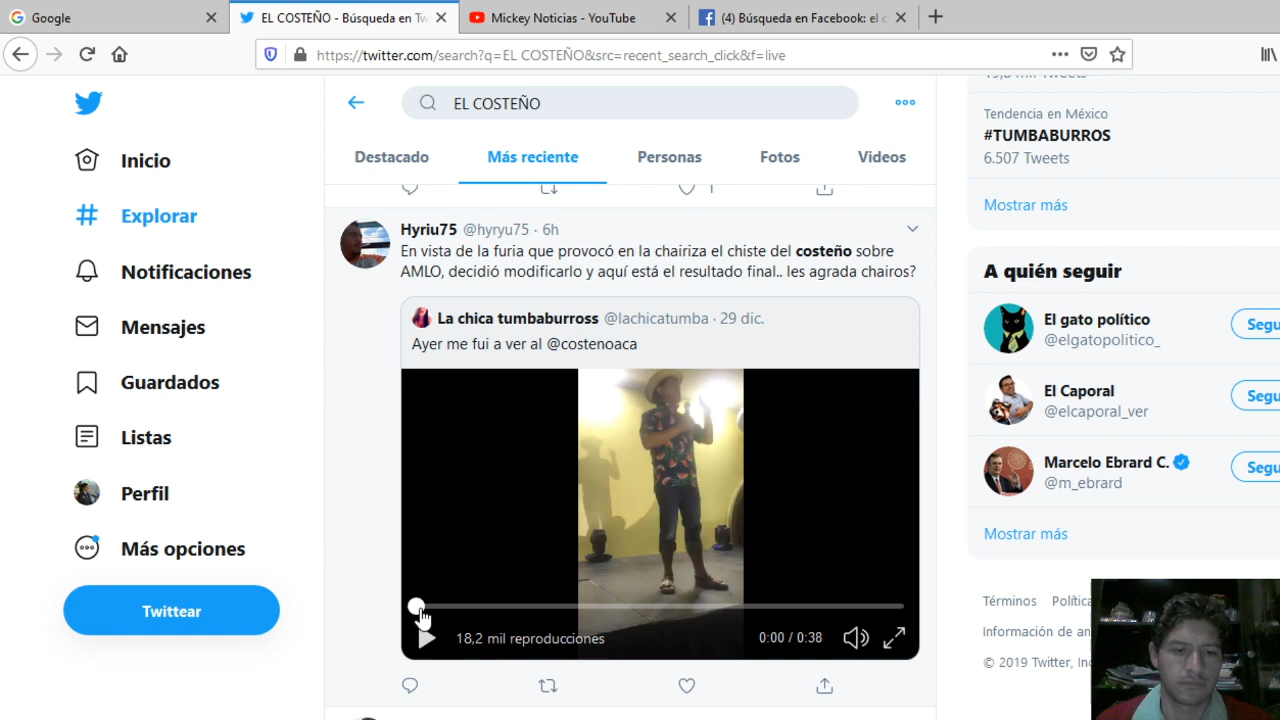 Google
EL COSTEÑO - Búsqueda en Tw
Mickey Noticias - YouTube
(4) Búsqueda en Facebook: el c
https://twitter.com/search?q=EL COSTEÑO&src=recent_search_click&f=live
EL COSTEÑO
Destacado
Más reciente
Personas
Fotos
Videos
Inicio
Explorar
Notificaciones
Mensajes
Guardados
Listas
Perfil
Más opciones
Twittear
1
Hyriu75 @hyryu75 · 6h
En vista de la furia que provocó en la chairiza el chiste del costeño sobre
AMLO, decidió modificarlo y aquí está el resultado final.. les agrada chairos?
La chica tumbaburross @lachicatumba · 29 dic.
Ayer me fui a ver al @costenoaca
18,2 mil reproducciones
0:00 / 0:38
Tendencia en México
#TUMBABURROS
6.507 Tweets
Mostrar más
A quién seguir
El gato político
@elgatopolitico_
Segu
El Caporal
@elcaporal_ver
Segu
Marcelo Ebrard C.
@m_ebrard
Segu
Mostrar más
Términos Política
Información de an
© 2019 Twitter, Inc